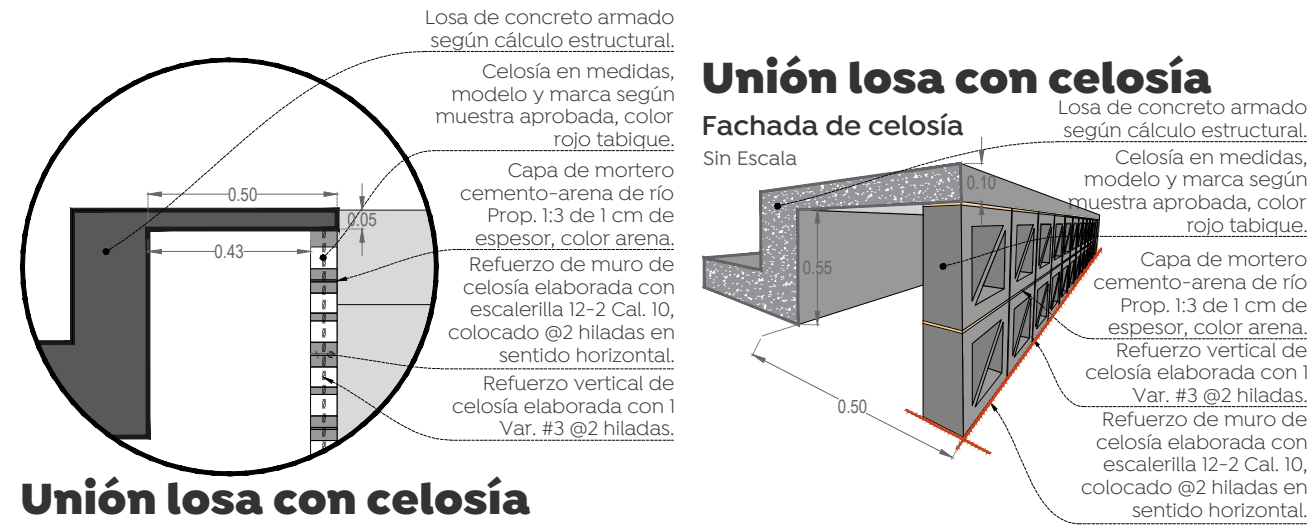 Losa de concreto armado
según cálculo estructural.
Celosía en medidas,
modelo y marca según
muestra aprobada, color
rojo tabique.
Capa de mortero
cemento-arena de río
Prop. 1:3 de 1 cm de
espesor, color arena.
Refuerzo de muro de
celosía elaborada con
escalerilla 12-2 Cal. 10,
colocado @2 hiladas en
sentido horizontal.
Refuerzo vertical de
celosía elaborada con 1
Var. #3 @2 hiladas.
0.50
0.05
0.43
Unión losa con celosía
Unión losa con celosía
Fachada de celosía
Sin Escala
Losa de concreto armado
según cálculo estructural.
Celosía en medidas,
modelo y marca según
muestra aprobada, color
rojo tabique.
Capa de mortero
cemento-arena de río
Prop. 1:3 de 1 cm de
espesor, color arena.
Refuerzo vertical de
celosía elaborada con 1
Var. #3 @2 hiladas.
Refuerzo de muro de
celosía elaborada con
escalerilla 12-2 Cal. 10,
colocado @2 hiladas en
sentido horizontal.
0.10
0.55
0.50